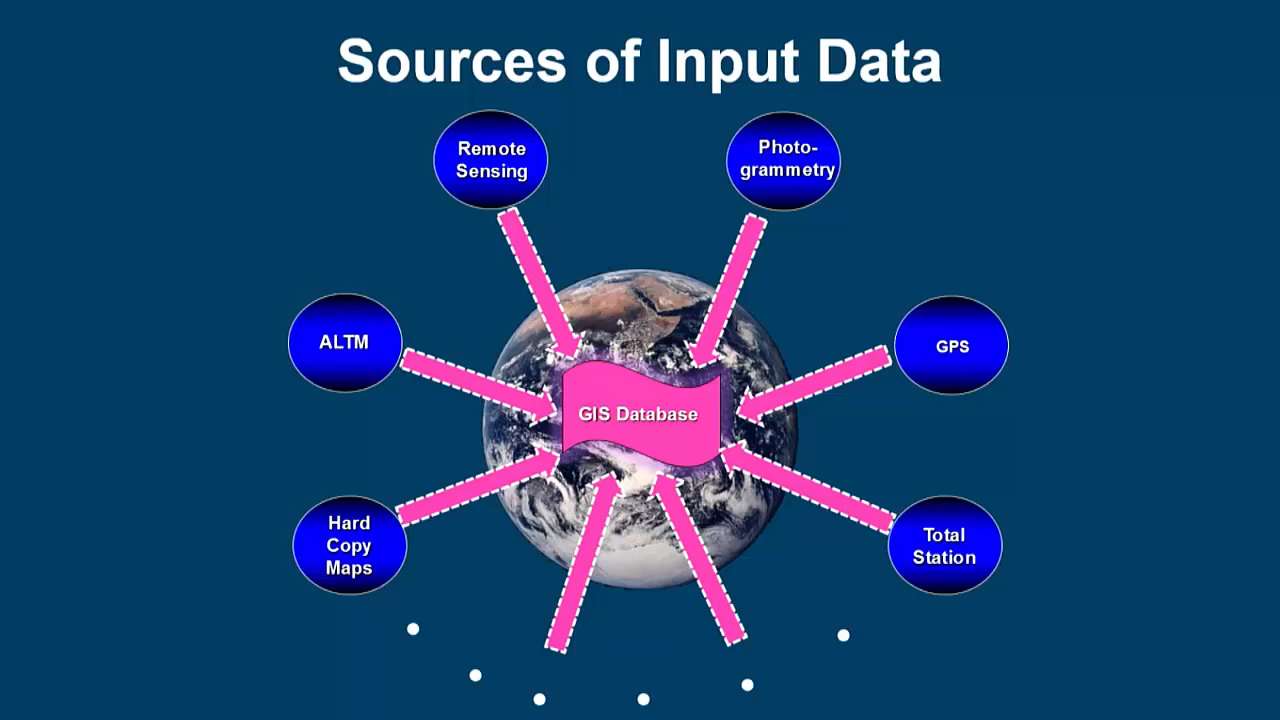 Sources of Input Data
Remote
Sensing
Photo-
grammetry
ALTM
GPS
GIS Database
Hard
Copy
Maps
Total
Station